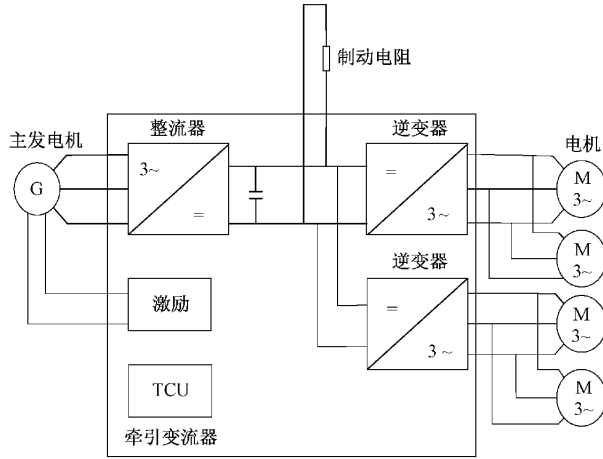 制动电阻
主发电机
整流器
逆变器
电机
3~
=
G
=
3~
M
3~
M
3~
逆变器
激励
=
3~
M
3~
M
3~
TCU
牵引变流器